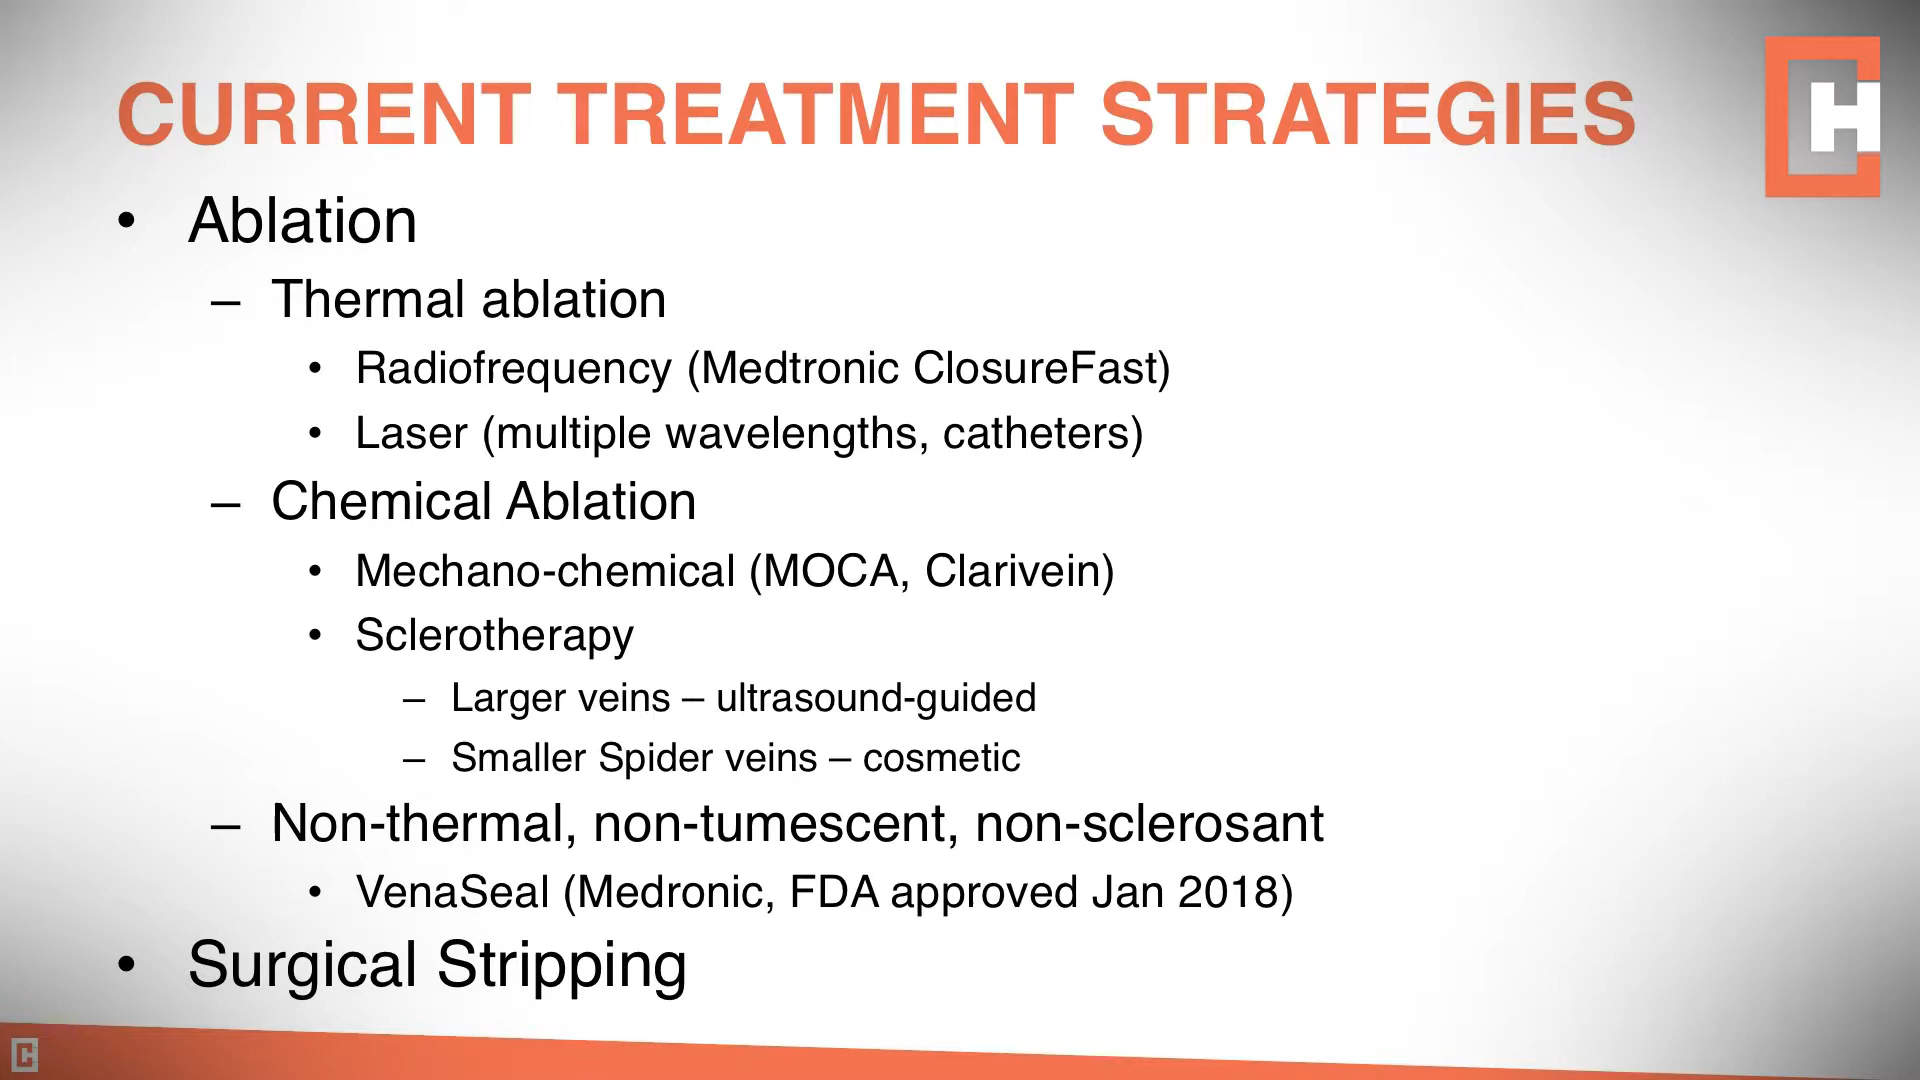 CURRENT TREATMENT STRATEGIES
CH
• Ablation
– Thermal ablation
• Radiofrequency (Medtronic ClosureFast)
• Laser (multiple wavelengths, catheters)
– Chemical Ablation
• Mechano-chemical (MOCA, Clarivein)
• Sclerotherapy
– Larger veins – ultrasound-guided
– Smaller Spider veins – cosmetic
– Non-thermal, non-tumescent, non-sclerosant
• VenaSeal (Medronic, FDA approved Jan 2018)
• Surgical Stripping
CH